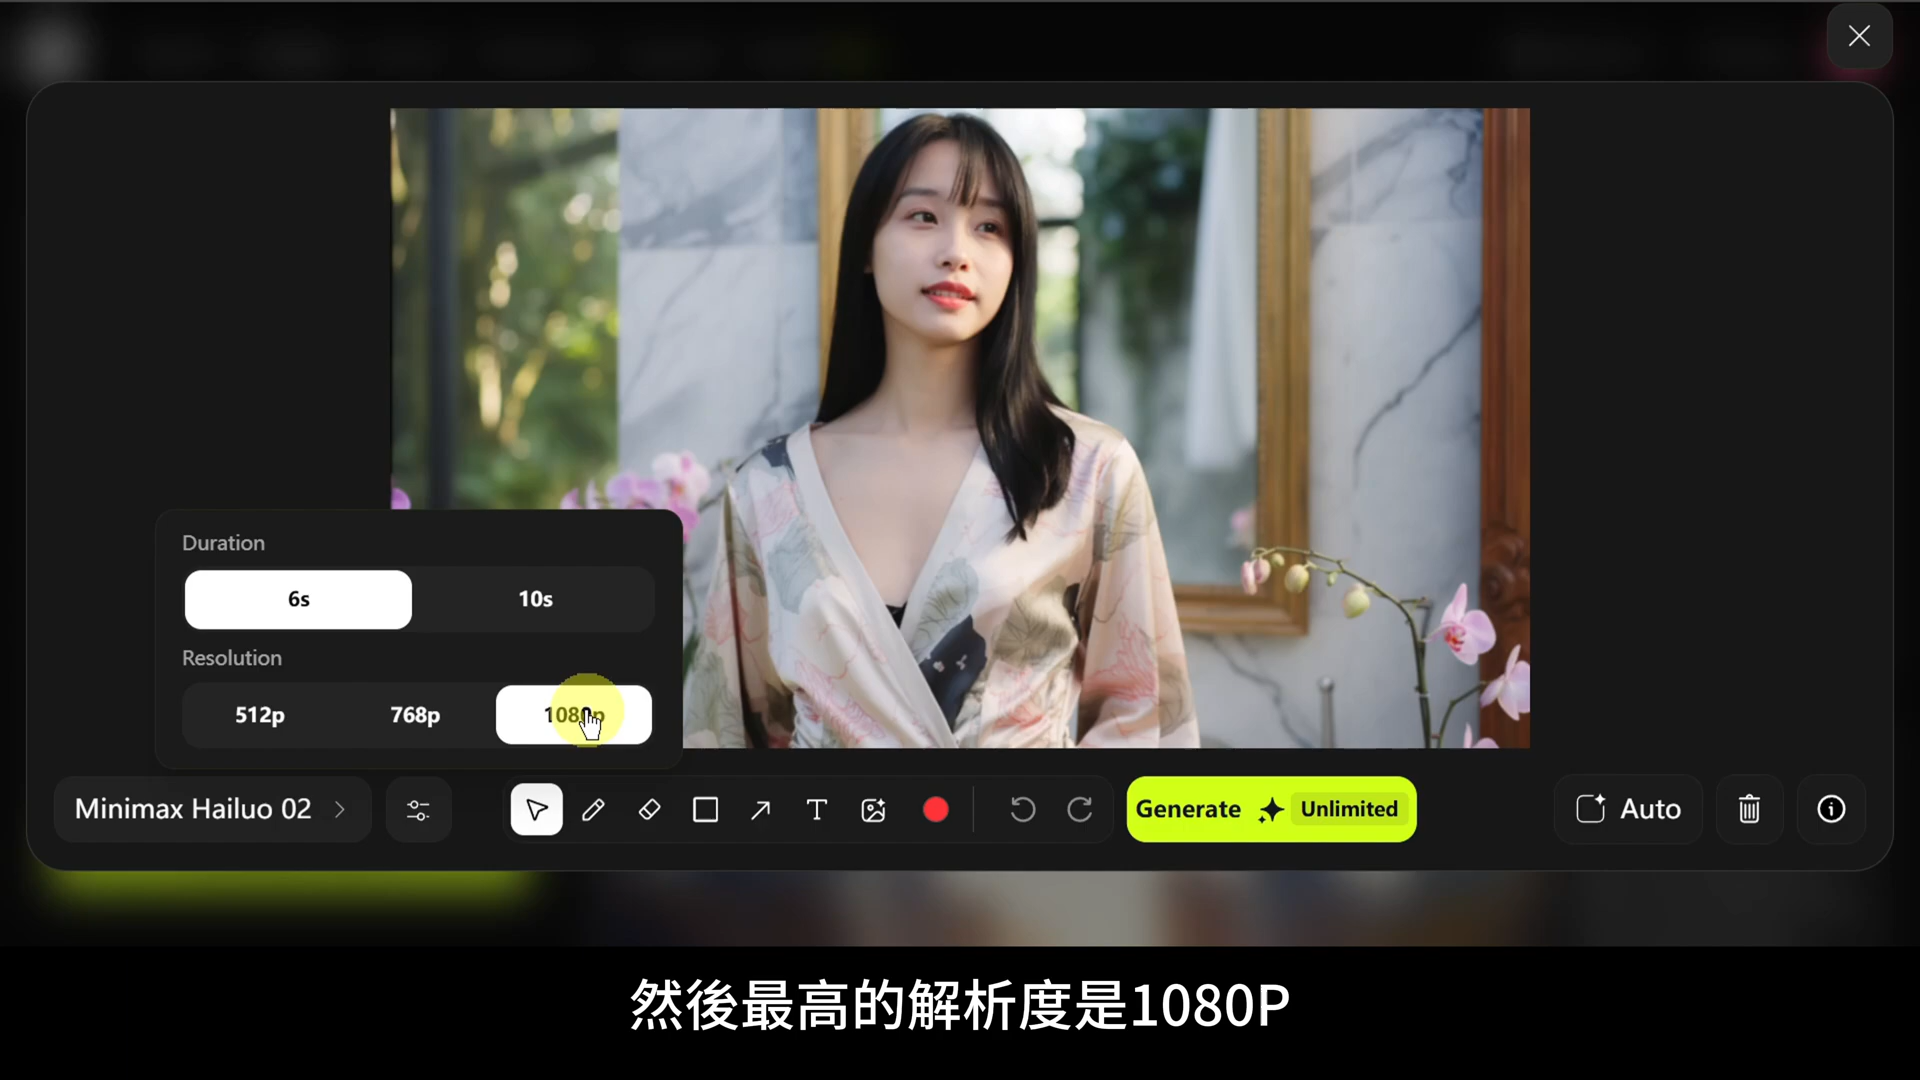 Duration
6s
10s
Resolution
512p
768p
1080p
Minimax Hailuo 02
T
Generate
Unlimited
Auto
然後最高的解析度是1080P